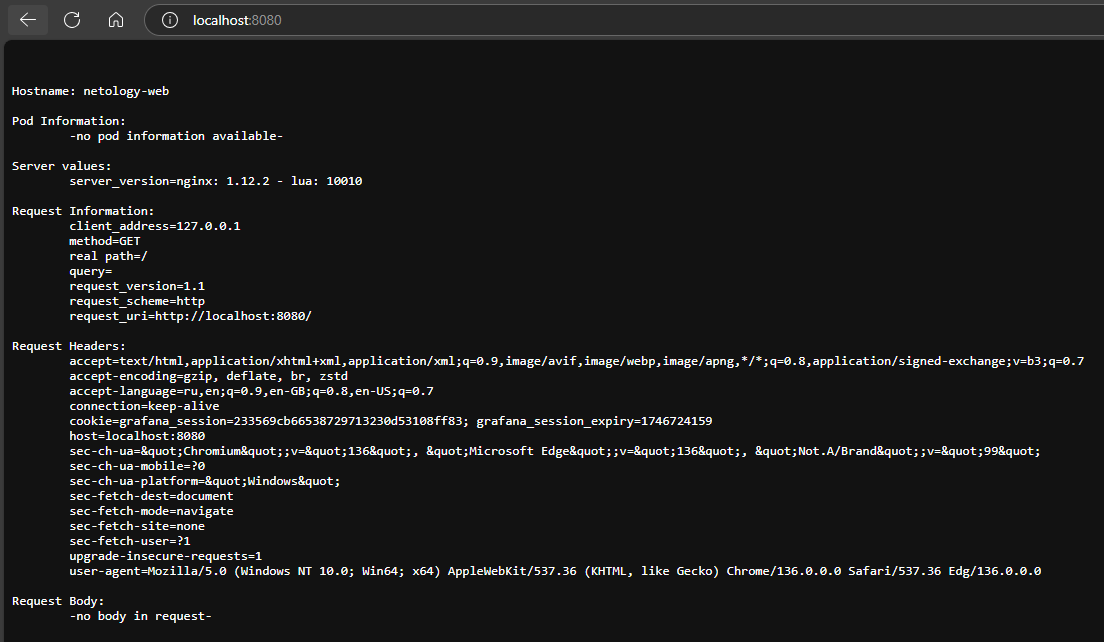 localhost:8080
Hostname: netology-web
Pod Information:
-no pod information available-
Server values:
server_version=nginx: 1.12.2 - lua: 10010
Request Information:
client_address=127.0.0.1
method=GET
real path=/
query=
request_version=1.1
request_scheme=http
request_uri=http://localhost:8080/
Request Headers:
accept=text/html,application/xhtml+xml,application/xml;q=0.9,image/avif,image/webp,image/apng,*/*;q=0.8,application/signed-exchange;v=b3;q=0.7
accept-encoding=gzip, deflate, br, zstd
accept-language=ru,en;q=0.9,en-GB;q=0.8,en-US;q=0.7
connection=keep-alive
cookie=grafana_session=233569cb66538729713230d53108ff83; grafana_session_expiry=1746724159
host=localhost:8080
sec-ch-ua=&quot;Chromium&quot;;v=&quot;136&quot;, &quot;Microsoft Edge&quot;;v=&quot;136&quot;, &quot;Not.A/Brand&quot;;v=&quot;99&quot;
sec-ch-ua-mobile=?0
sec-ch-ua-platform=&quot;Windows&quot;
sec-fetch-dest=document
sec-fetch-mode=navigate
sec-fetch-site=none
sec-fetch-user=?1
upgrade-insecure-requests=1
user-agent=Mozilla/5.0 (Windows NT 10.0; Win64; x64) AppleWebKit/537.36 (KHTML, like Gecko) Chrome/136.0.0.0 Safari/537.36 Edg/136.0.0.0
Request Body:
-no body in request-